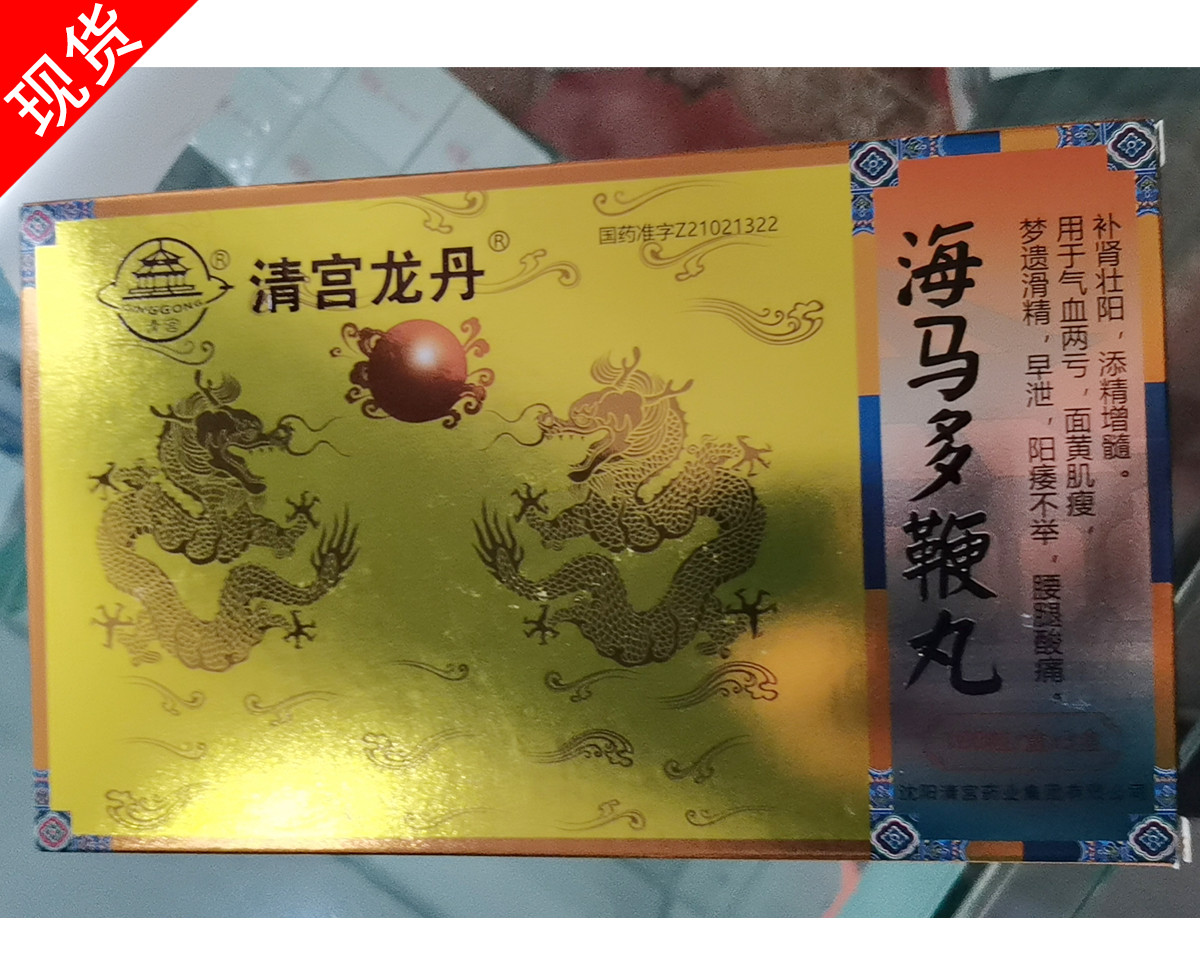 现货
国药准字Z21021322
清宫龙丹®
®
QINGGONG
清宫
海马多鞭丸
补肾壮阳，添精增髓。
用于气血两亏，面黄肌瘦，
梦遗滑精，早泄，阳痿不举，腰腿酸痛。
沈阳清宫药业集团有限公司